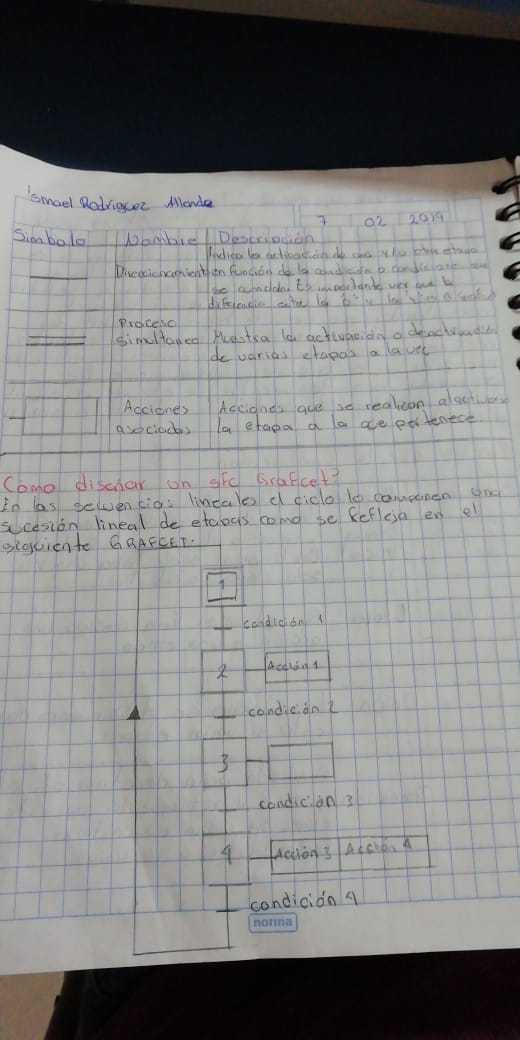 Ismael Rodriguez Allende
7 02 2019
Simbolo Nombre Descripción
Indica la activación de una y/u otra etapa
Direccionamiento en función de la condición o condiciones que
se cumplan. Es importante ver que la
diferencia entre la "o" y la
Proceso
simultaneo Muestra la activación o desactivación
de varias etapas a la vez
Acciones Acciones que se realizan al activarse
asociadas la etapa a la que pertenece.
Cómo diseñar un sfc Grafcet?
En las secuencias lineales el ciclo lo componen una
sucesión lineal de etapas como se refleja en el
siguiente GRAFCET.
1
condición 1
2 Acción 1
condición 2
3
condición 3
4 Acción 3 Acción 4
condición 4
norma